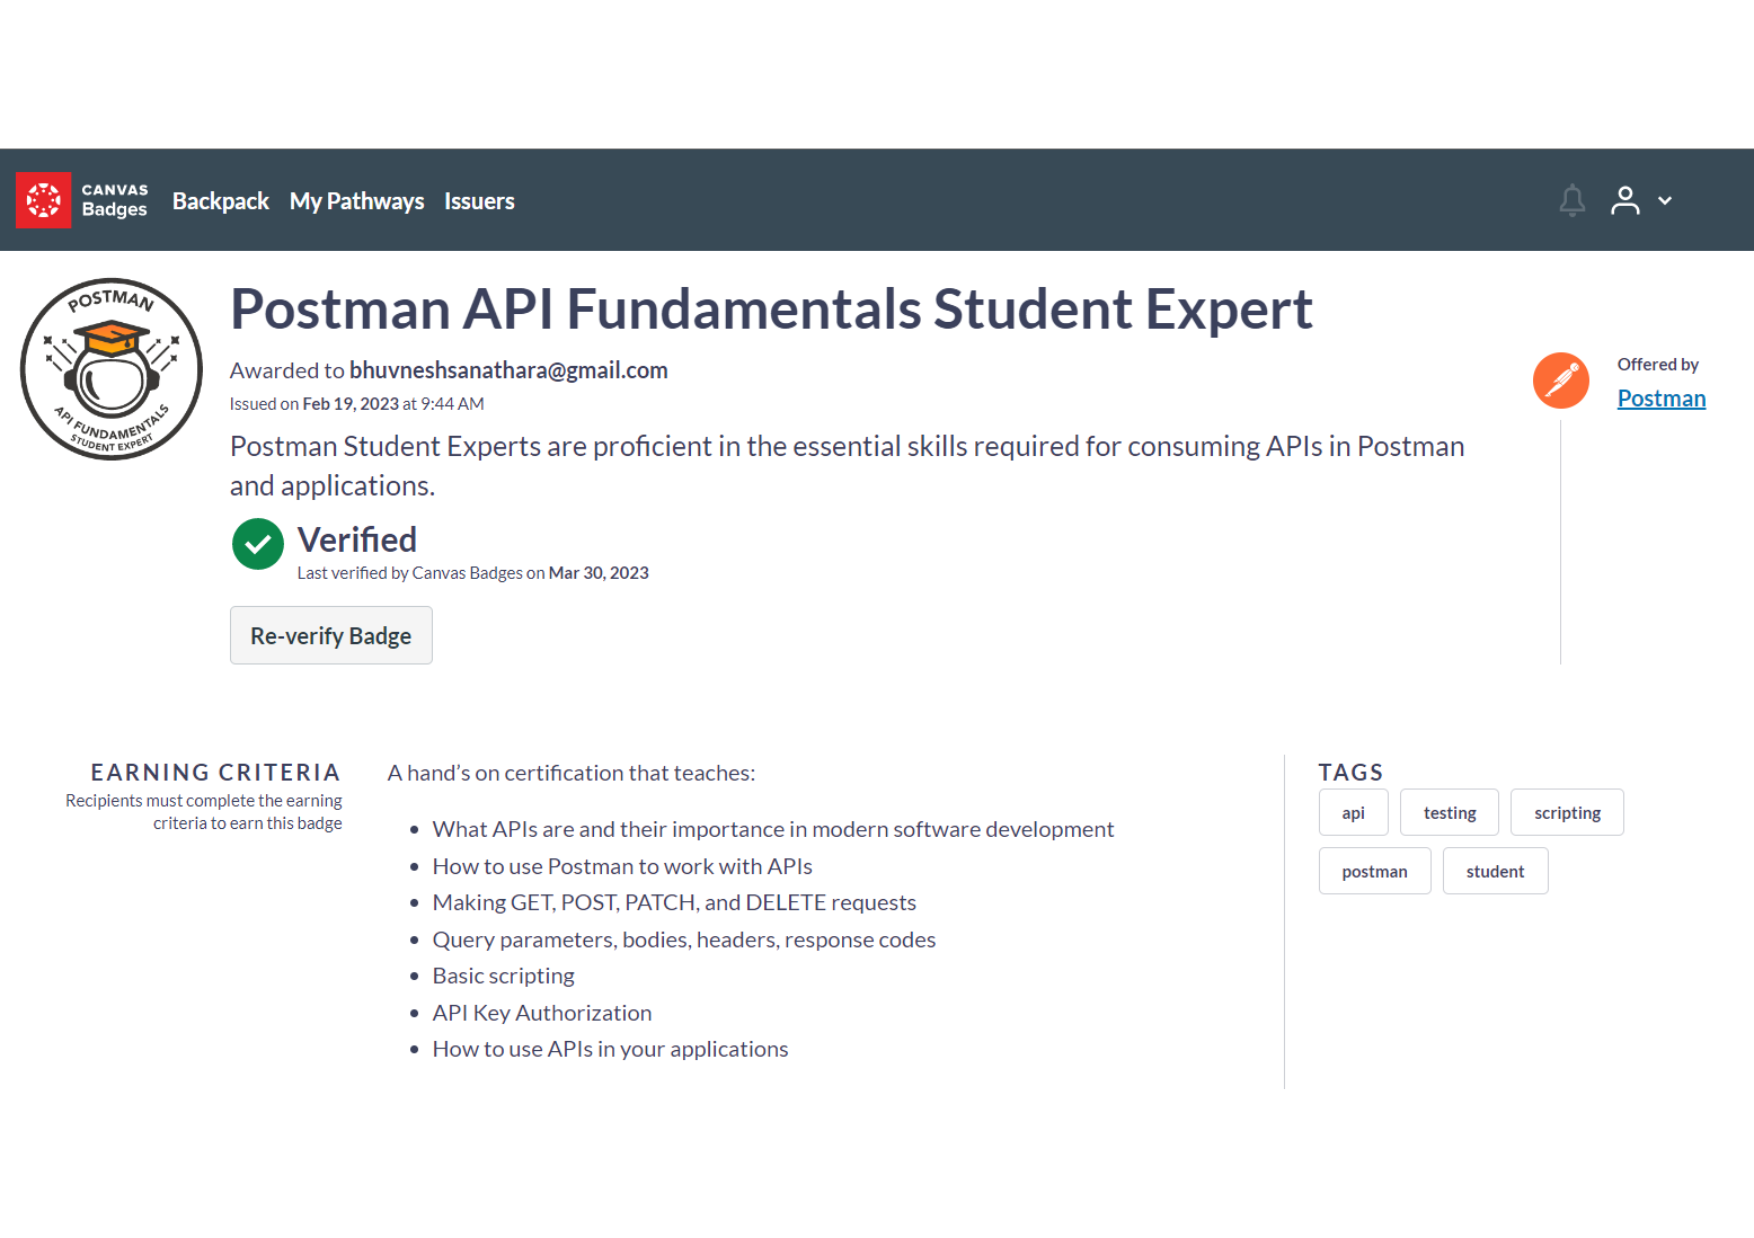 CANVAS
Badges
Backpack My Pathways Issuers
POSTMAN
API FUNDAMENTALS
STUDENT EXPERT
Postman API Fundamentals Student Expert
Awarded to bhuvneshsanathara@gmail.com
Issued on Feb 19, 2023 at 9:44 AM
Offered by
Postman
Postman Student Experts are proficient in the essential skills required for consuming APIs in Postman
and applications.
Verified
Last verified by Canvas Badges on Mar 30, 2023
Re-verify Badge
EARNING CRITERIA
Recipients must complete the earning
criteria to earn this badge
A hand’s on certification that teaches:
• What APIs are and their importance in modern software development
• How to use Postman to work with APIs
• Making GET, POST, PATCH, and DELETE requests
• Query parameters, bodies, headers, response codes
• Basic scripting
• API Key Authorization
• How to use APIs in your applications
TAGS
api testing scripting
postman student